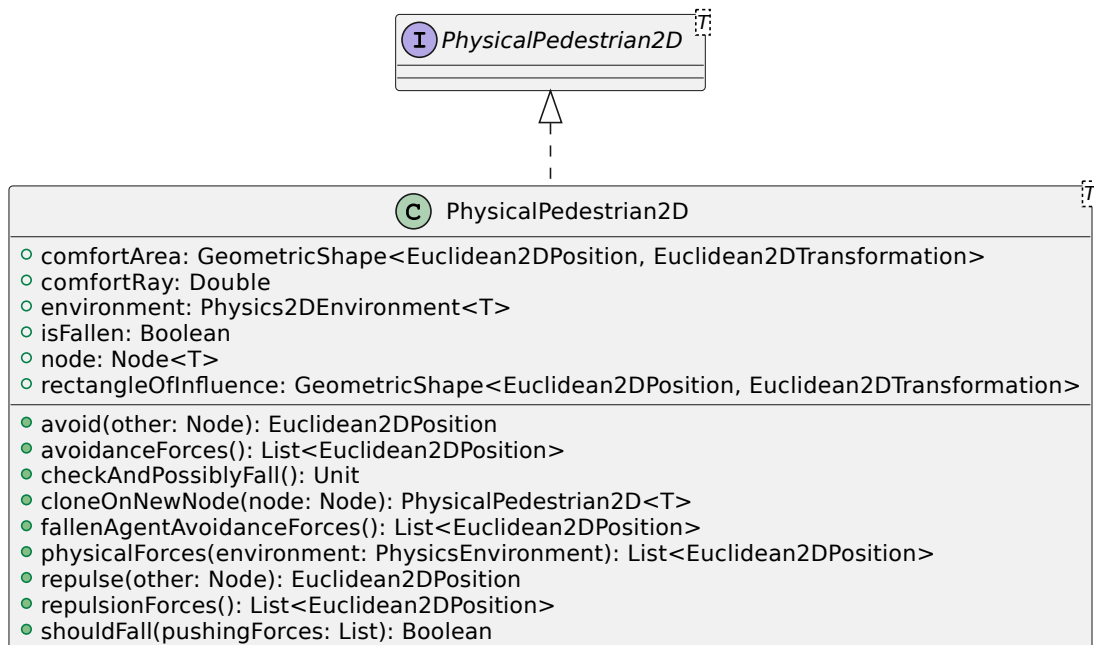 I PhysicalPedestrian2D T
C PhysicalPedestrian2D T
comfortArea: GeometricShape<Euclidean2DPosition, Euclidean2DTransformation>
comfortRay: Double
environment: Physics2DEnvironment<T>
isFallen: Boolean
node: Node<T>
rectangleOfInfluence: GeometricShape<Euclidean2DPosition, Euclidean2DTransformation>
avoid(other: Node): Euclidean2DPosition
avoidanceForces(): List<Euclidean2DPosition>
checkAndPossiblyFall(): Unit
cloneOnNewNode(node: Node): PhysicalPedestrian2D<T>
fallenAgentAvoidanceForces(): List<Euclidean2DPosition>
physicalForces(environment: PhysicsEnvironment): List<Euclidean2DPosition>
repulse(other: Node): Euclidean2DPosition
repulsionForces(): List<Euclidean2DPosition>
shouldFall(pushingForces: List): Boolean